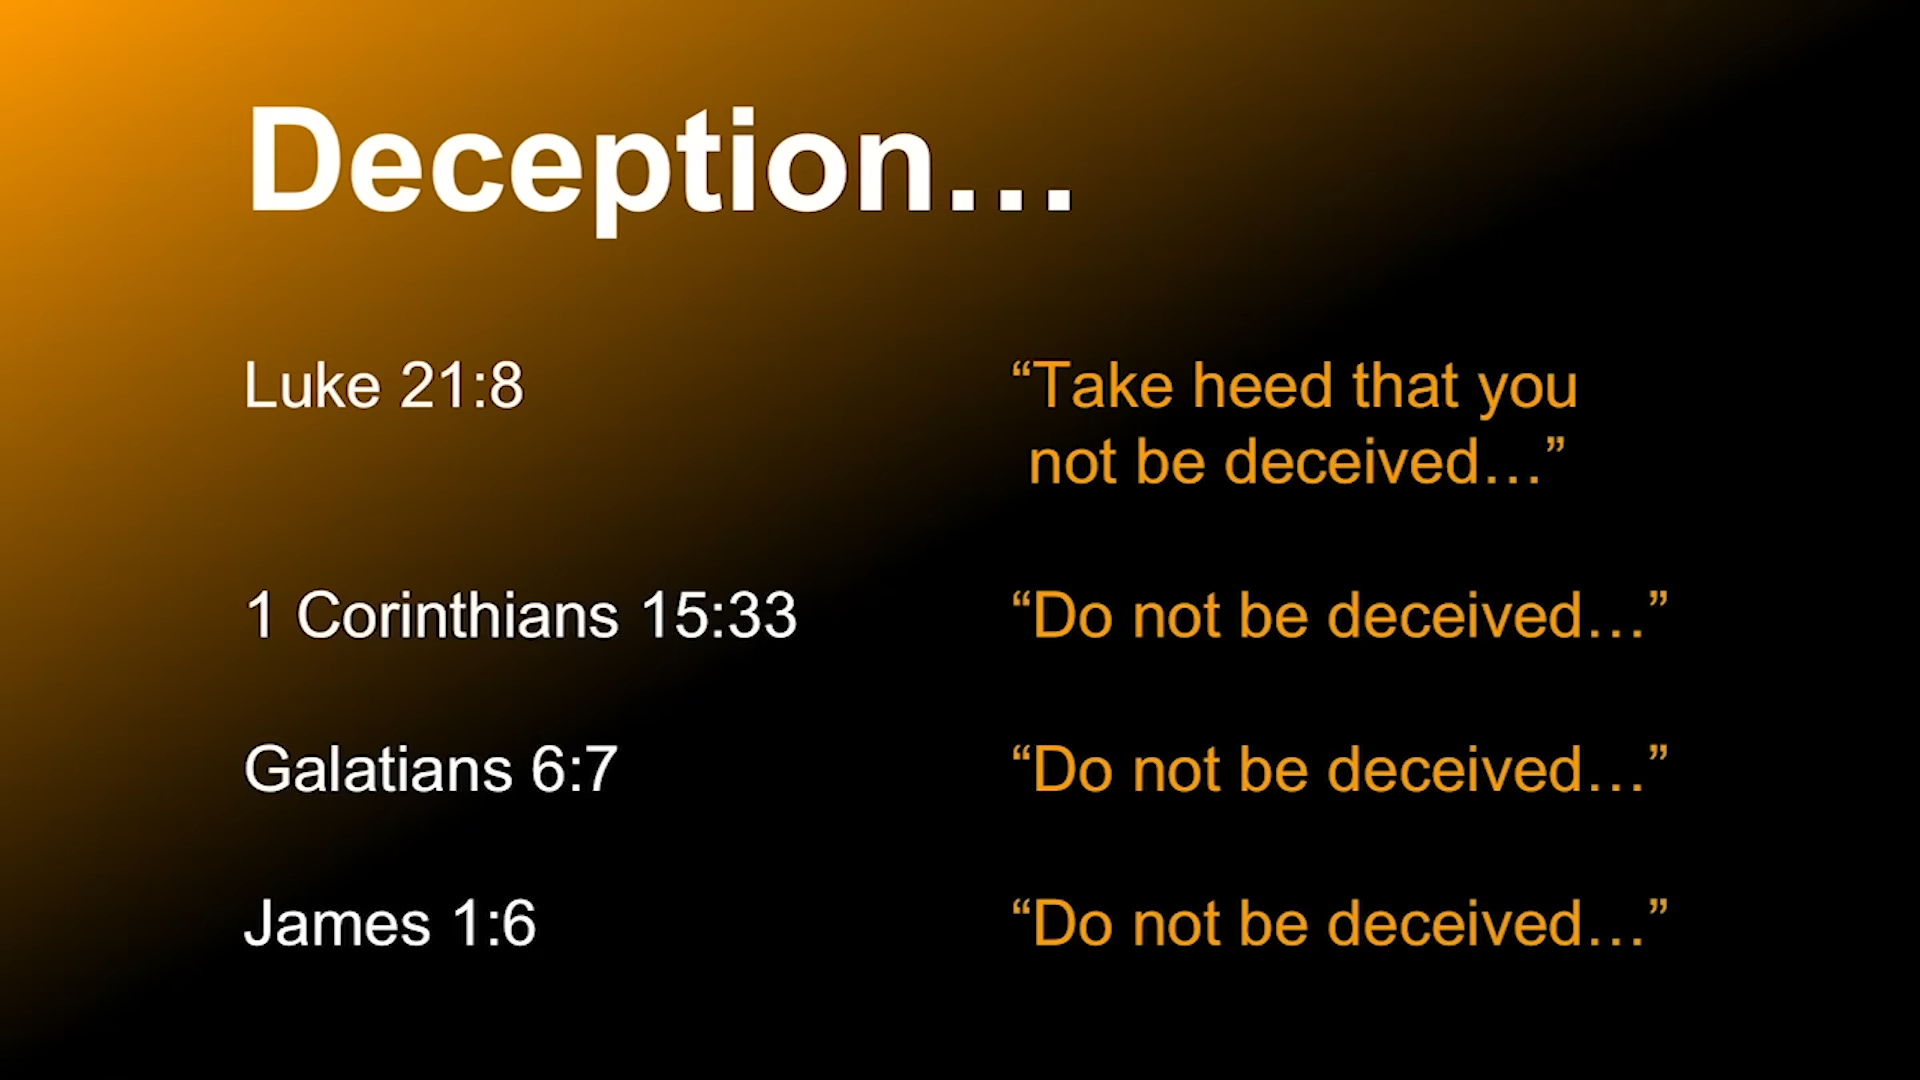 Deception…
Luke 21:8 “Take heed that you
not be deceived…”
1 Corinthians 15:33 “Do not be deceived…”
Galatians 6:7 “Do not be deceived…”
James 1:6 “Do not be deceived…”